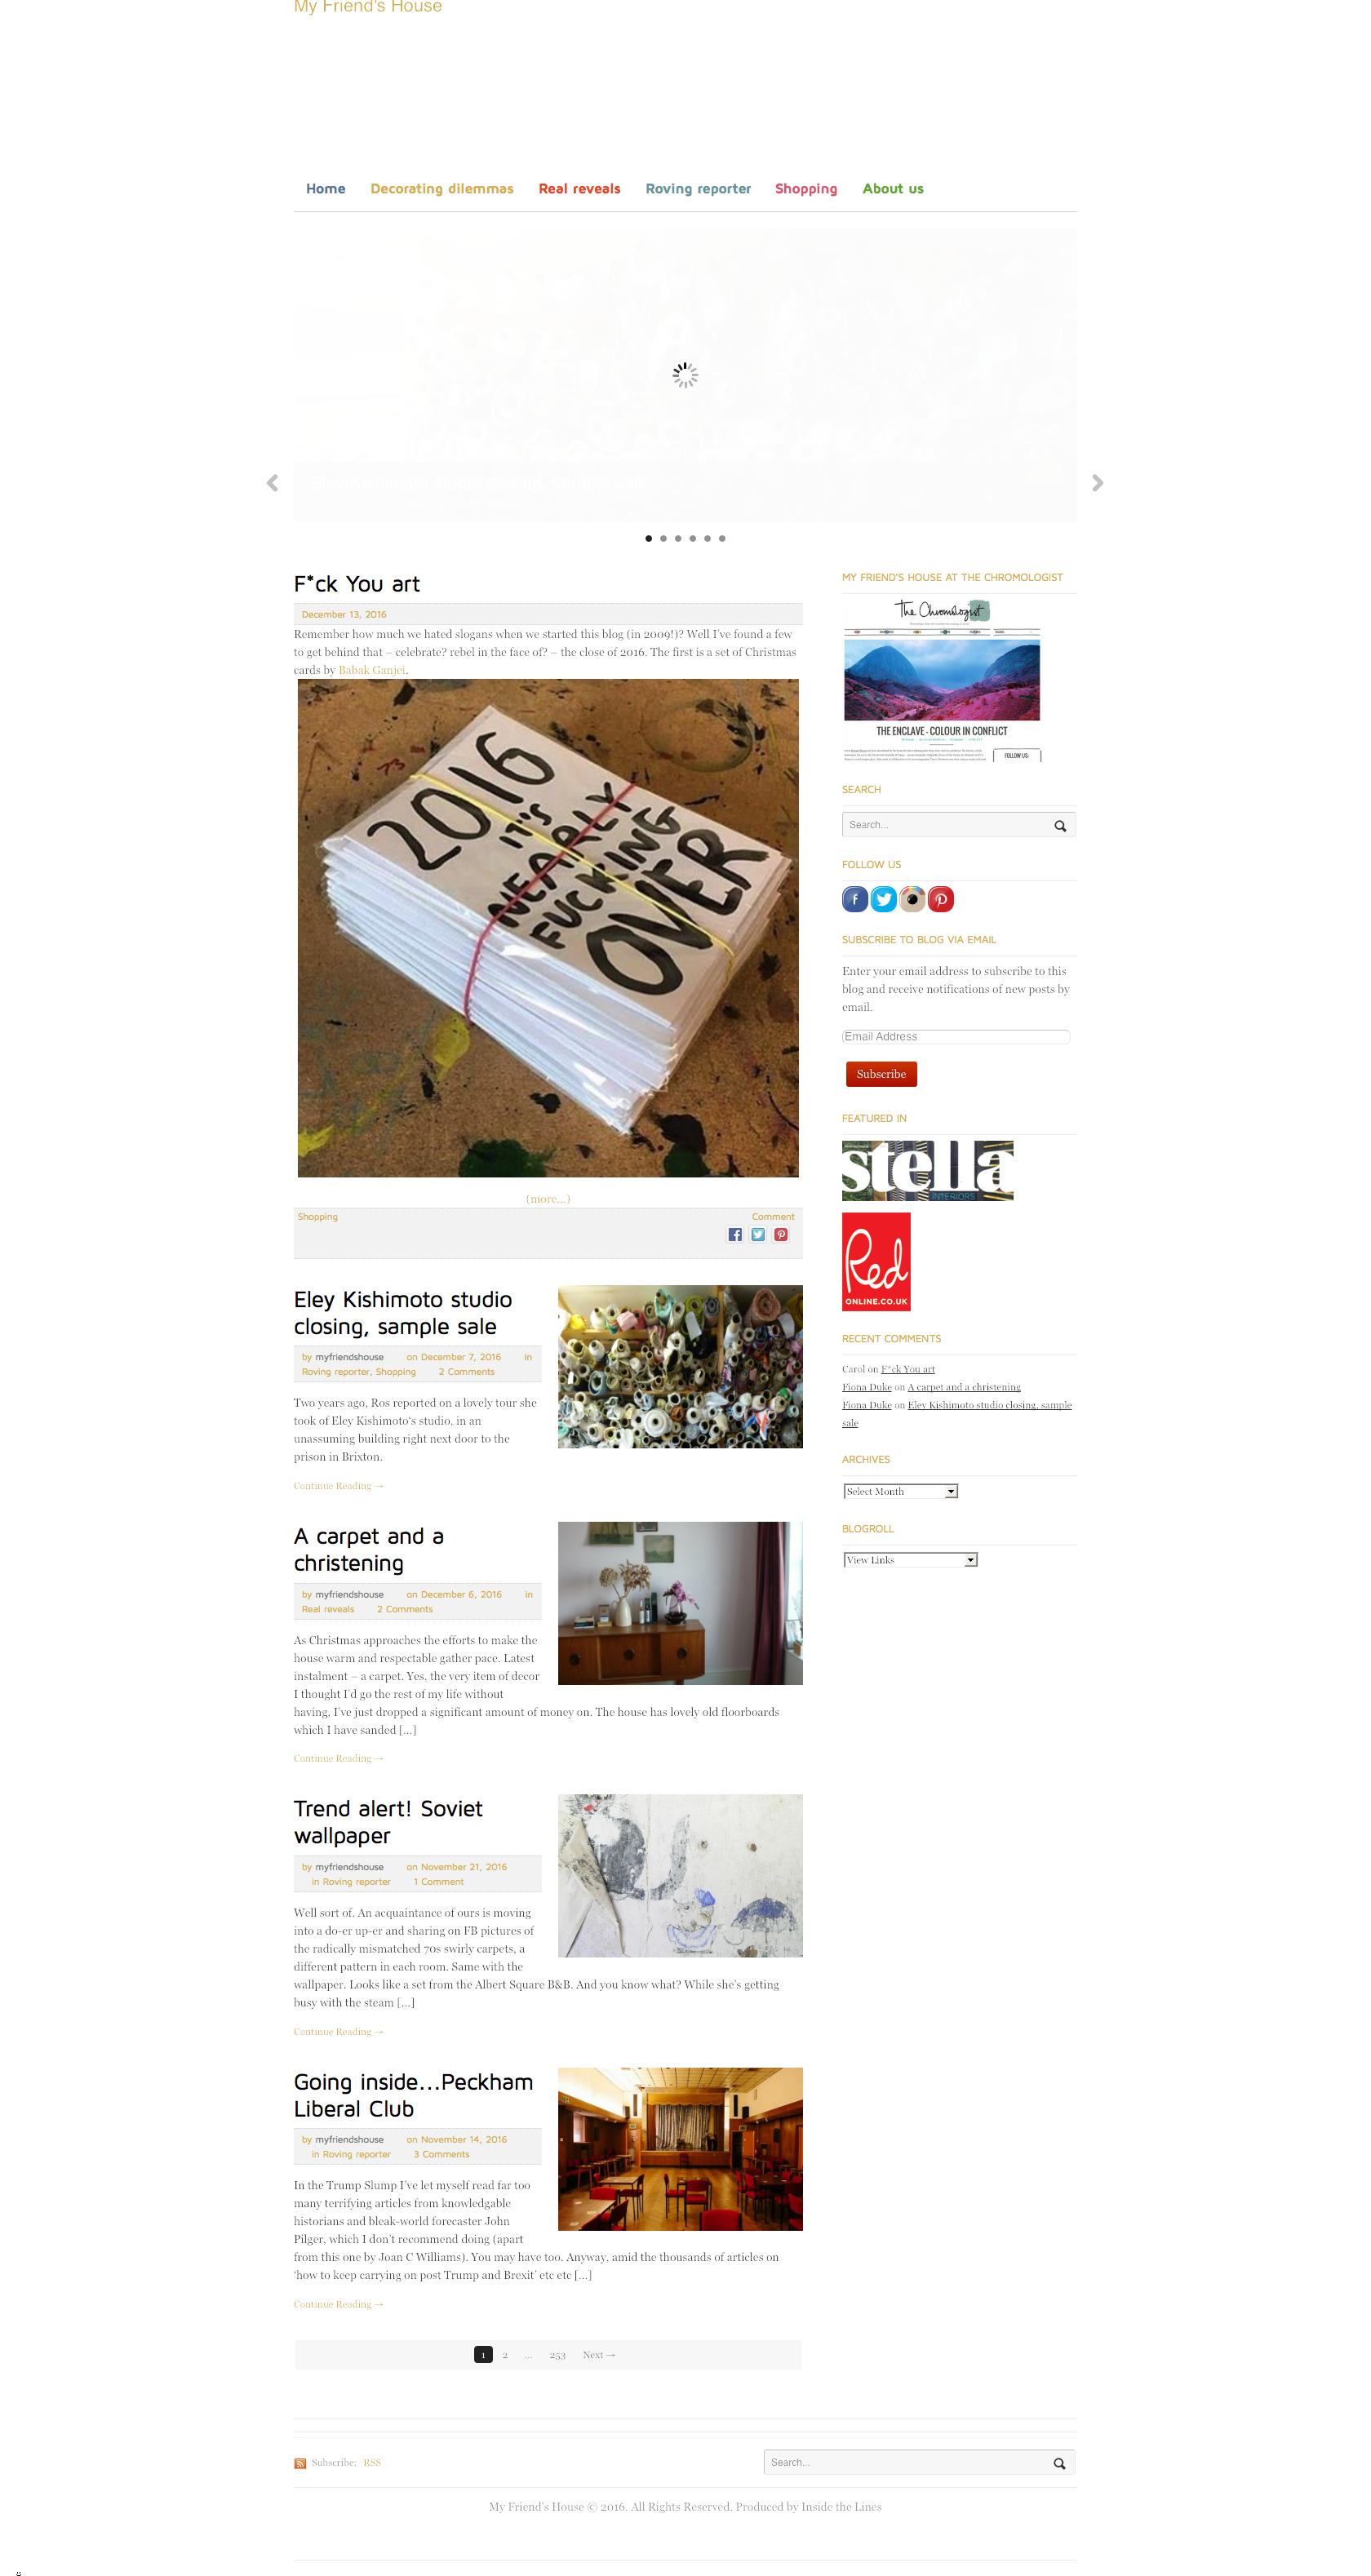 My Friend's House
Home Decorating dilemmas Real reveals Roving reporter Shopping About us
F*ck You art
December 13, 2016
Remember how much we hated slogans when we started this blog (in 2009!)? Well I've found a few
to get behind that – celebrate? rebel in the face of? – the close of 2016. The first is a set of Christmas
cards by Babak Ganjei.
2016
IT'S
NEARLY
FUCKING
OVER
(more...)
Shopping
Comment
Eley Kishimoto studio
closing, sample sale
by myfriendshouse on December 7, 2016 in
Roving reporter, Shopping 2 Comments
Two years ago, Ros reported on a lovely tour she
took of Eley Kishimoto's studio, in an
unassuming building right next door to the
prison in Brixton.
Continue Reading →
A carpet and a
christening
by myfriendshouse on December 6, 2016 in
Real reveals 2 Comments
As Christmas approaches the efforts to make the
house warm and respectable gather pace. Latest
instalment – a carpet. Yes, the very item of decor
I thought I'd go the rest of my life without
having, I've just dropped a significant amount of money on. The house has lovely old floorboards
which I have sanded [...]
Continue Reading →
Trend alert! Soviet
wallpaper
by myfriendshouse on November 21, 2016
in Roving reporter 1 Comment
Well sort of. An acquaintance of ours is moving
into a do-er up-er and sharing on FB pictures of
the radically mismatched 70s swirly carpets, a
different pattern in each room. Same with the
wallpaper. Looks like a set from the Albert Square B&B. And you know what? While she's getting
busy with the steam [...]
Continue Reading →
Going inside...Peckham
Liberal Club
by myfriendshouse on November 14, 2016
in Roving reporter 3 Comments
In the Trump Slump I've let myself read far too
many terrifying articles from knowledgable
historians and bleak-world forecaster John
Pilger, which I don't recommend doing (apart
from this one by Joan C Williams). You may have too. Anyway, amid the thousands of articles on
'how to keep carrying on post Trump and Brexit' etc etc [...]
Continue Reading →
1 2 ... 253 Next →
MY FRIEND'S HOUSE AT THE CHROMOLOGIST
The Chromologist
THE ENCLAVE - COLOUR IN CONFLICT
FOLLOW US:
SEARCH
Search...
FOLLOW US
SUBSCRIBE TO BLOG VIA EMAIL
Enter your email address to subscribe to this
blog and receive notifications of new posts by
email.
Email Address
Subscribe
FEATURED IN
stella
INTERIORS
Red
ONLINE.CO.UK
RECENT COMMENTS
Carol on F*ck You art
Fiona Duke on A carpet and a christening
Fiona Duke on Eley Kishimoto studio closing, sample
sale
ARCHIVES
Select Month
BLOGROLL
View Links
Subscribe: RSS
Search...
My Friend's House © 2016. All Rights Reserved. Produced by Inside the Lines